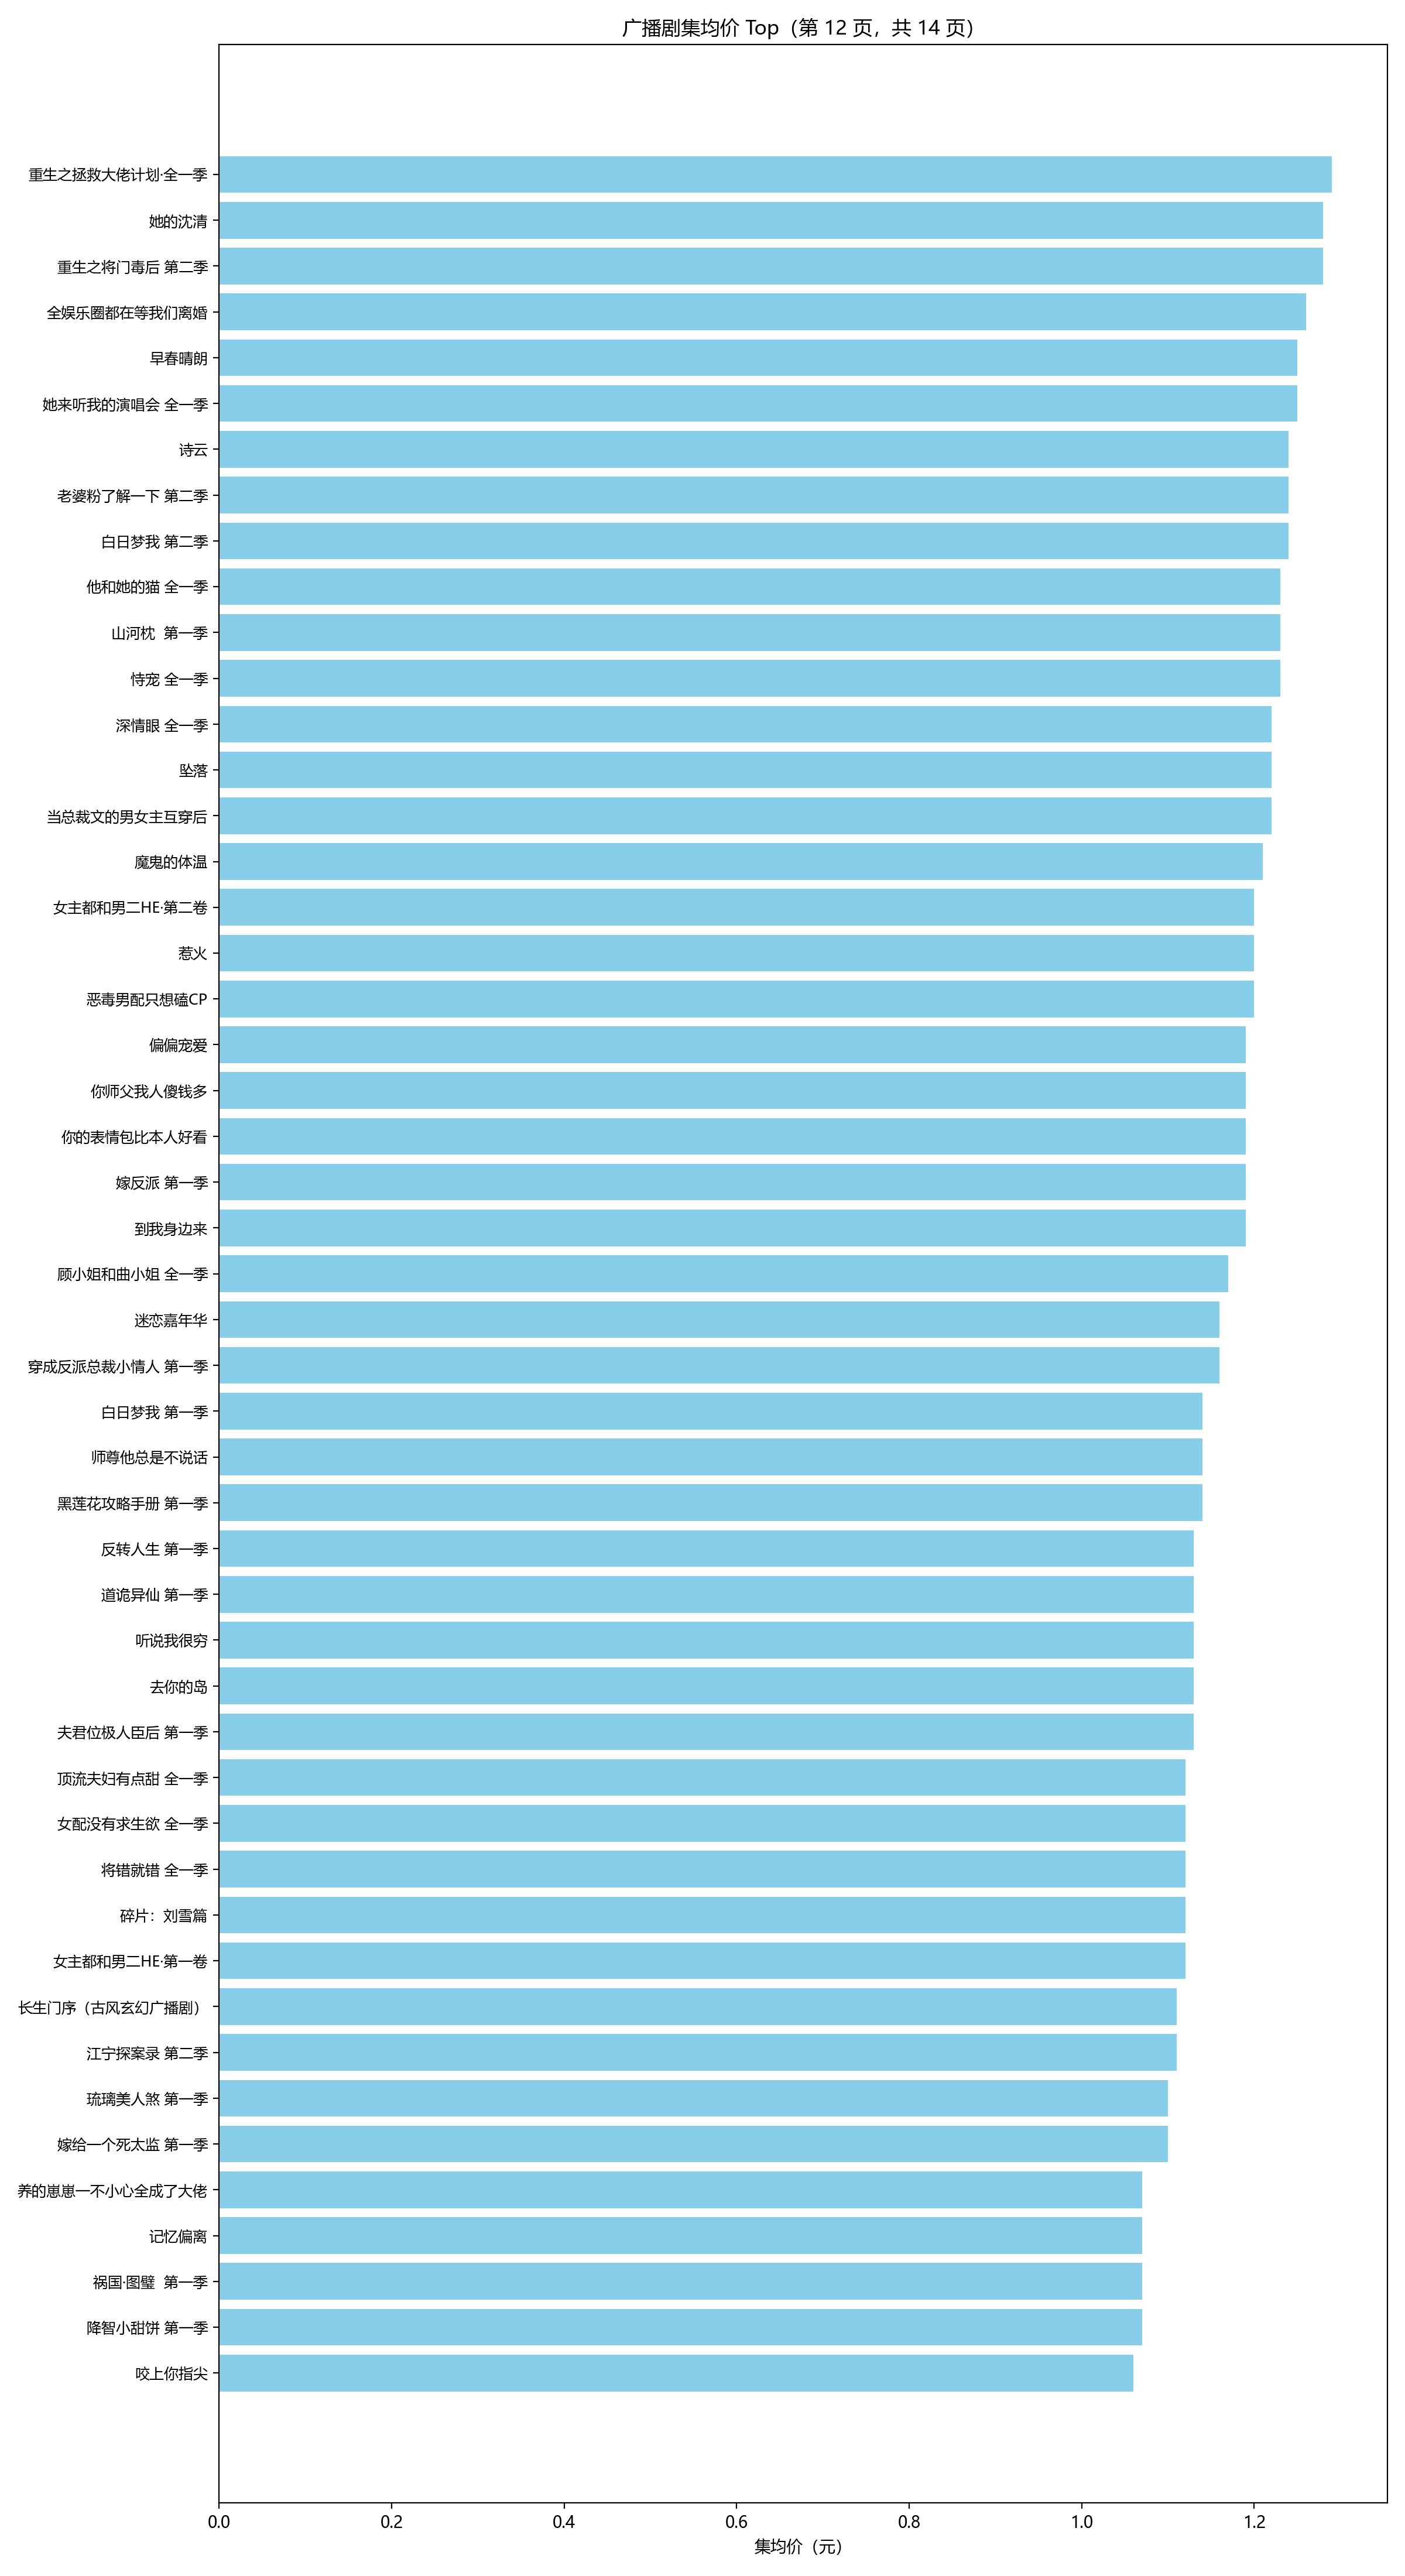 广播剧集均价 Top（第 12 页，共 14 页）
重生之拯救大佬计划·全一季
她的沈清
重生之将门毒后 第二季
全娱乐圈都在等我们离婚
早春晴朗
她来听我的演唱会 全一季
诗云
老婆粉了解一下 第二季
白日梦我 第二季
他和她的猫 全一季
山河枕  第一季
恃宠 全一季
深情眼 全一季
坠落
当总裁文的男女主互穿后
魔鬼的体温
女主都和男二HE·第二卷
惹火
恶毒男配只想磕CP
偏偏宠爱
你师父我人傻钱多
你的表情包比本人好看
嫁反派 第一季
到我身边来
顾小姐和曲小姐 全一季
迷恋嘉年华
穿成反派总裁小情人 第一季
白日梦我 第一季
师尊他总是不说话
黑莲花攻略手册 第一季
反转人生 第一季
道诡异仙 第一季
听说我很穷
去你的岛
夫君位极人臣后 第一季
顶流夫妇有点甜 全一季
女配没有求生欲 全一季
将错就错 全一季
碎片：刘雪篇
女主都和男二HE·第一卷
长生门序（古风玄幻广播剧）
江宁探案录 第二季
琉璃美人煞 第一季
嫁给一个死太监 第一季
养的崽崽一不小心全成了大佬
记忆偏离
祸国·图璧  第一季
降智小甜饼 第一季
咬上你指尖
0.0 0.2 0.4 0.6 0.8 1.0 1.2
集均价（元）